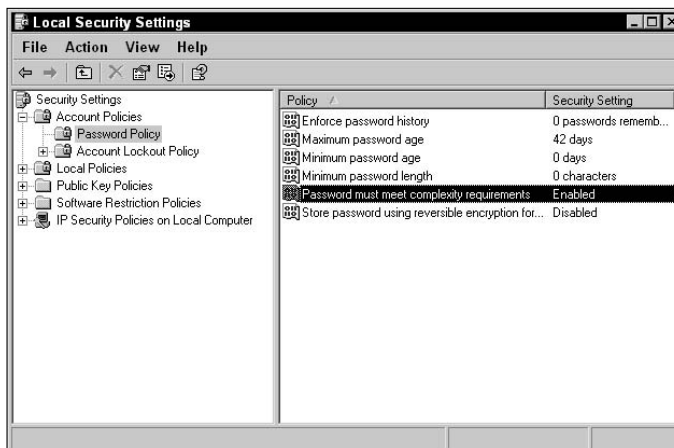 Local Security Settings
File Action View Help
Security Settings
Account Policies
Password Policy
Account Lockout Policy
Local Policies
Public Key Policies
Software Restriction Policies
IP Security Policies on Local Computer
Policy Security Setting
Enforce password history 0 passwords rememb...
Maximum password age 42 days
Minimum password age 0 days
Minimum password length 0 characters
Password must meet complexity requirements Enabled
Store password using reversible encryption for... Disabled